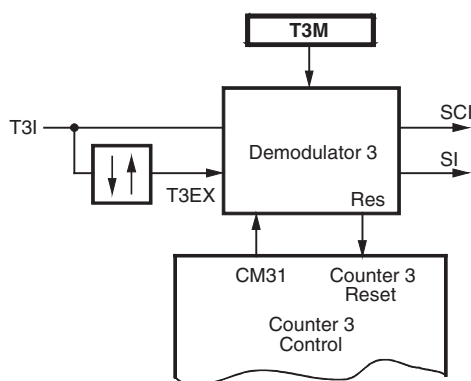 T3M
T3I
SCI
Demodulator 3
SI
T3EX
Res
CM31
Counter 3
Reset
Counter 3
Control